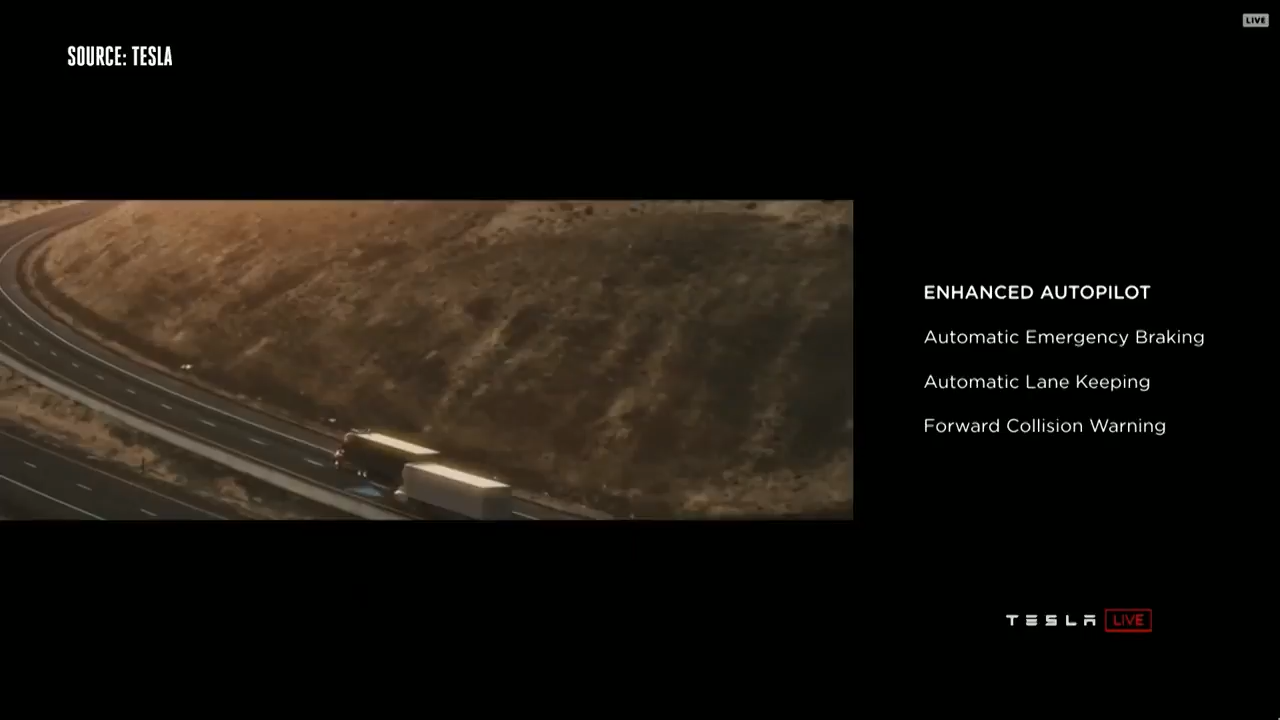 LIVE
SOURCE: TESLA
ENHANCED AUTOPILOT
Automatic Emergency Braking
Automatic Lane Keeping
Forward Collision Warning
TESLA LIVE